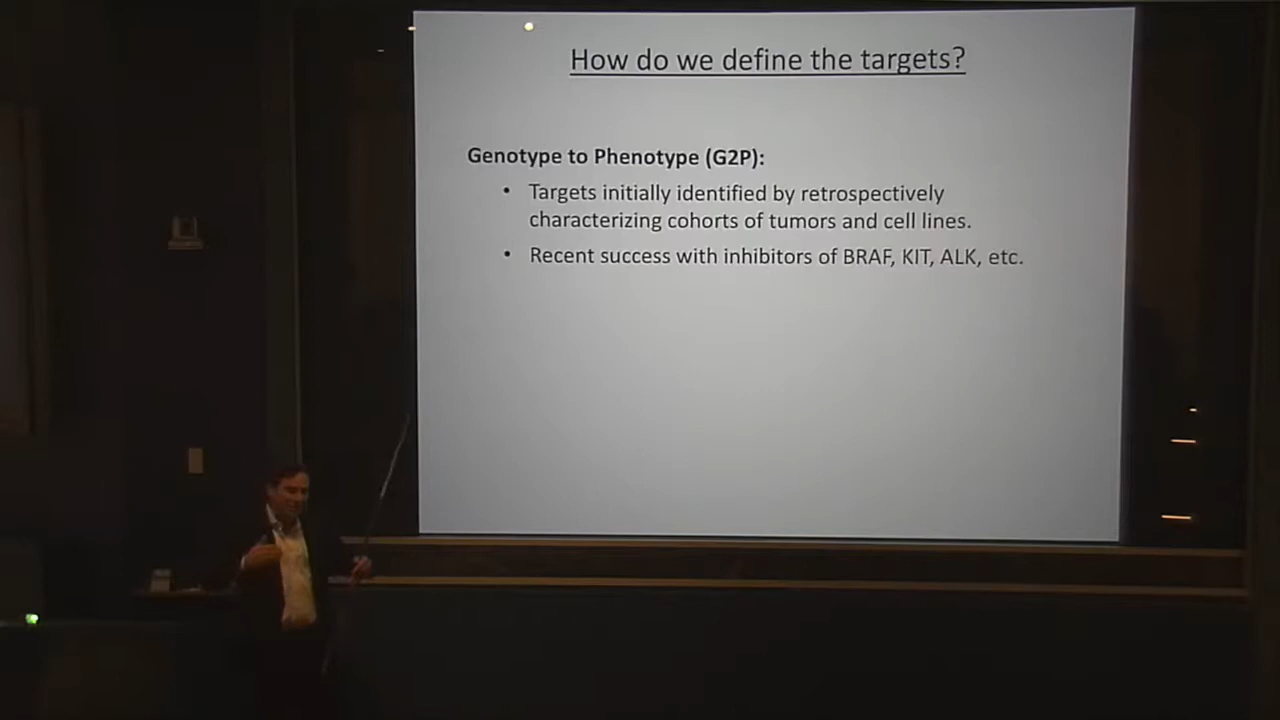 How do we define the targets?
Genotype to Phenotype (G2P):
• Targets initially identified by retrospectively
characterizing cohorts of tumors and cell lines.
• Recent success with inhibitors of BRAF, KIT, ALK, etc.